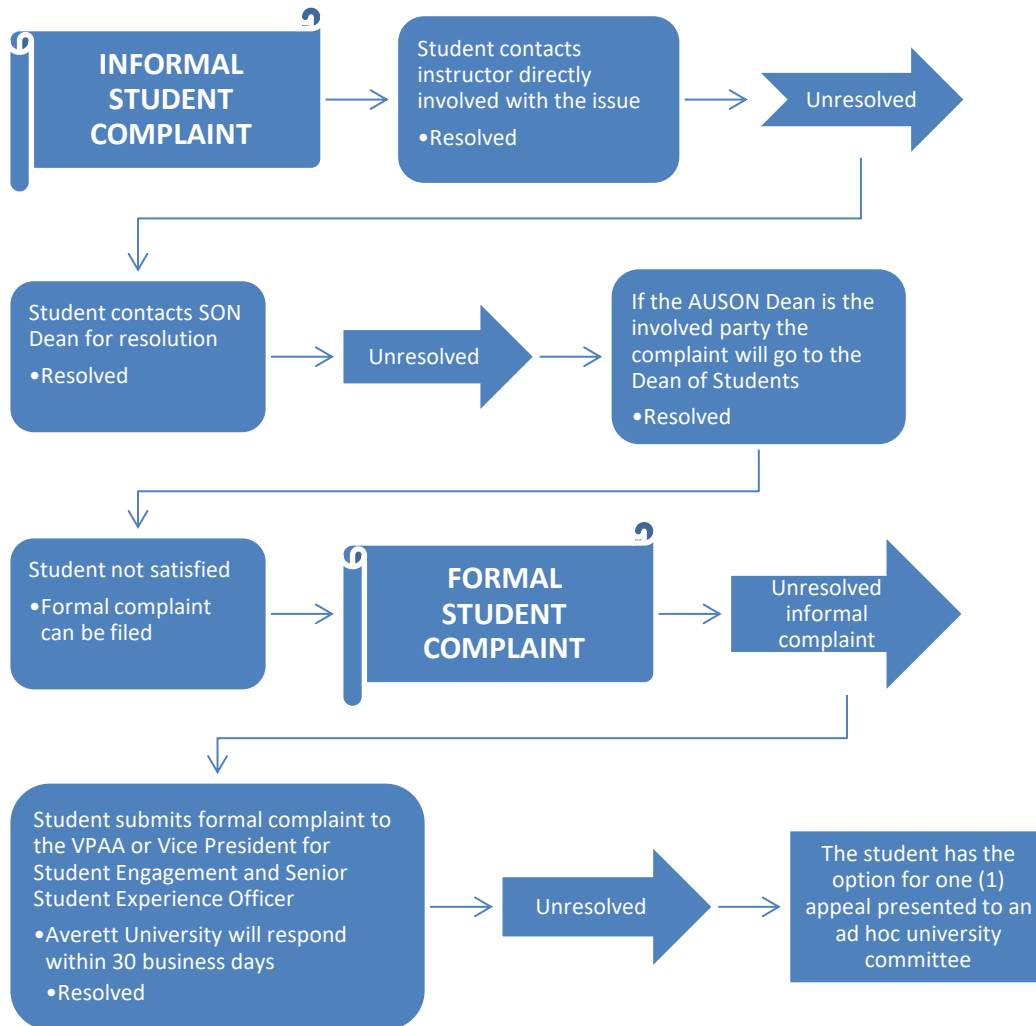 INFORMAL
STUDENT
COMPLAINT
Student contacts
instructor directly
involved with the issue
•Resolved
Unresolved
Student contacts SON
Dean for resolution
•Resolved
Unresolved
If the AUSON Dean is the
involved party the
complaint will go to the
Dean of Students
•Resolved
Student not satisfied
•Formal complaint
can be filed
FORMAL
STUDENT
COMPLAINT
Unresolved
informal
complaint
Student submits formal complaint to
the VPAA or Vice President for
Student Engagement and Senior
Student Experience Officer
•Averett University will respond
within 30 business days
•Resolved
Unresolved
The student has the
option for one (1)
appeal presented to an
ad hoc university
committee